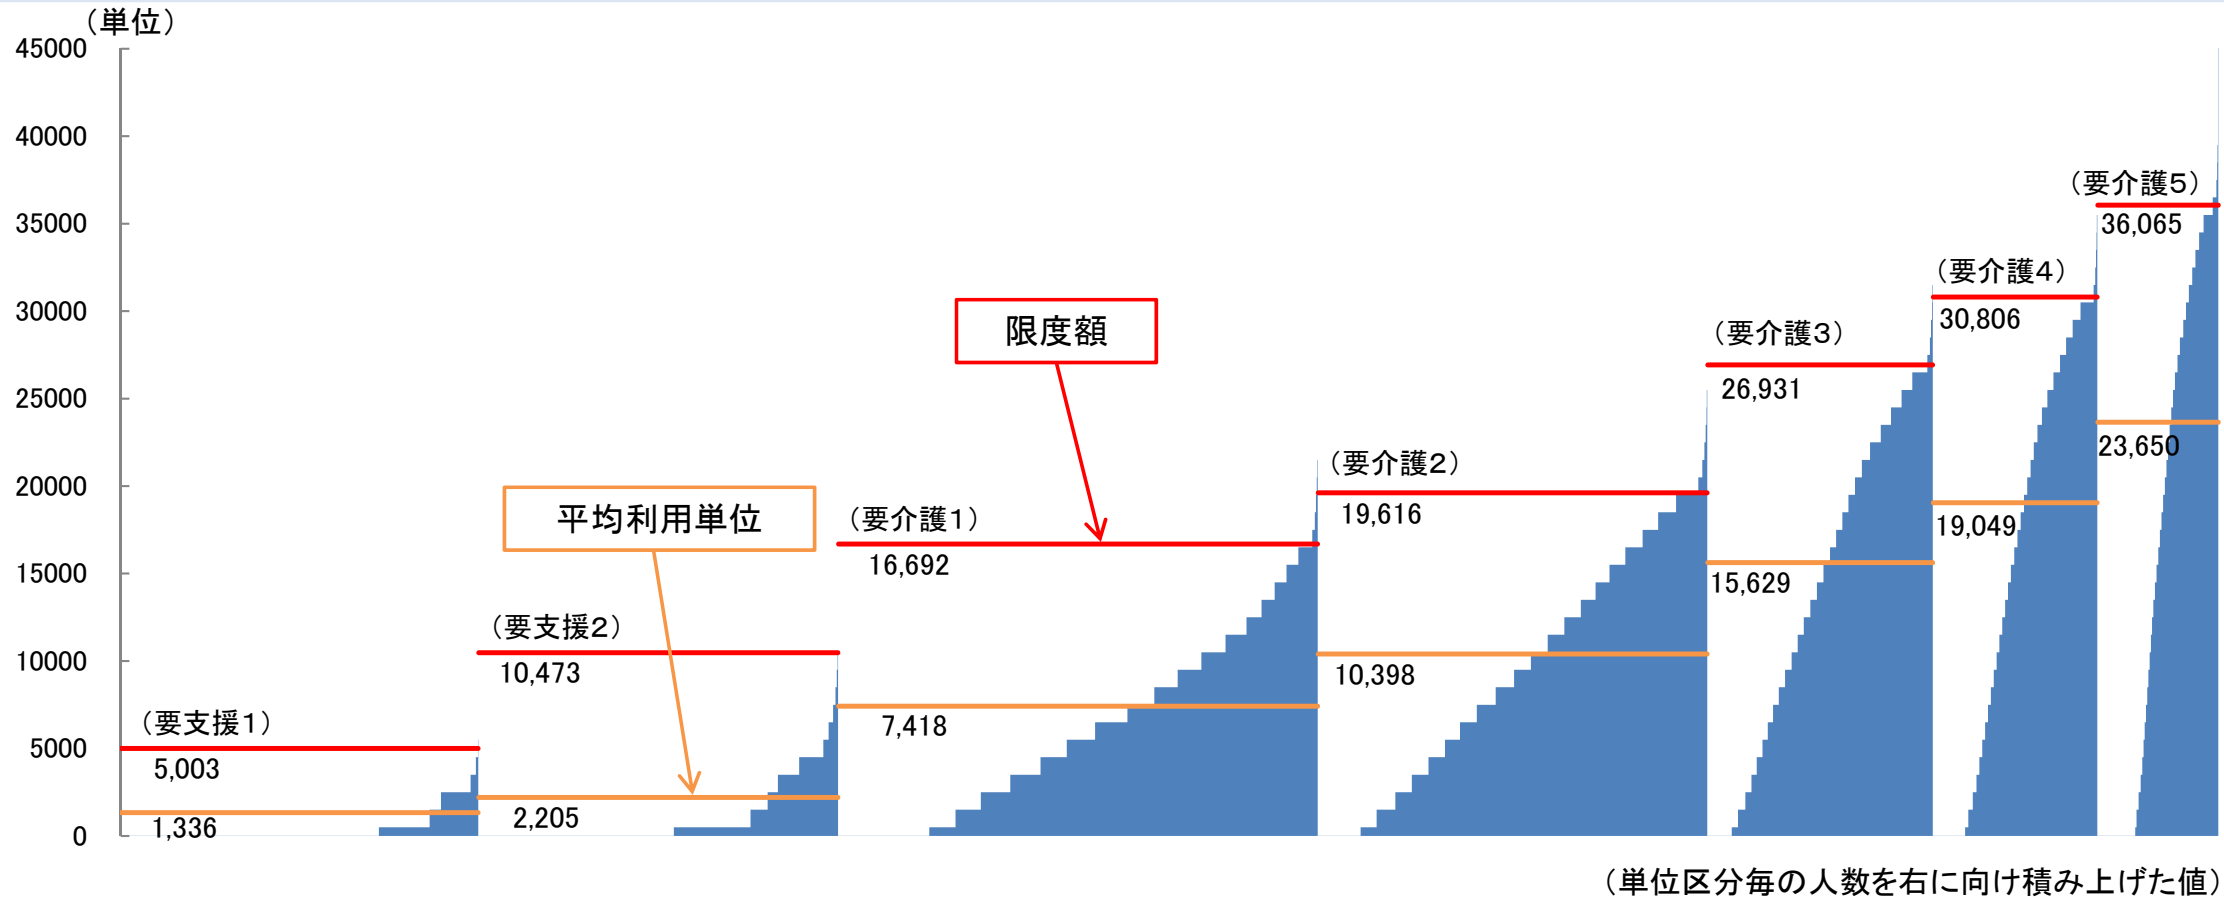 （単位）
45000
40000
35000
30000
25000
20000
15000
10000
5000
0
（要支援１）
5,003
1,336
（要支援２）
10,473
2,205
平均利用単位
（要介護１）
16,692
7,418
限度額
（要介護２）
19,616
10,398
（要介護３）
26,931
15,629
（要介護４）
30,806
19,049
（要介護５）
36,065
23,650
（単位区分毎の人数を右に向け積み上げた値）